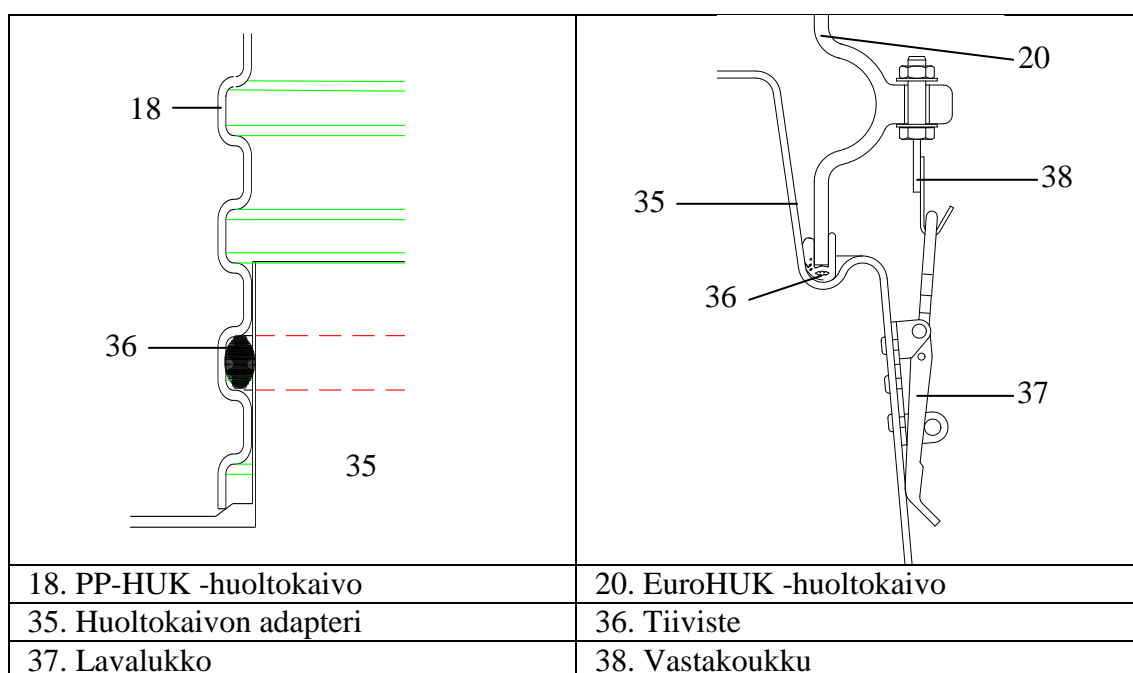 18
36
35
20
38
35
36
37
18. PP-HUK -huoltokaivo
20. EuroHUK -huoltokaivo
35. Huoltokaivon adapteri
36. Tiiviste
37. Lavalukko
38. Vastakoukku